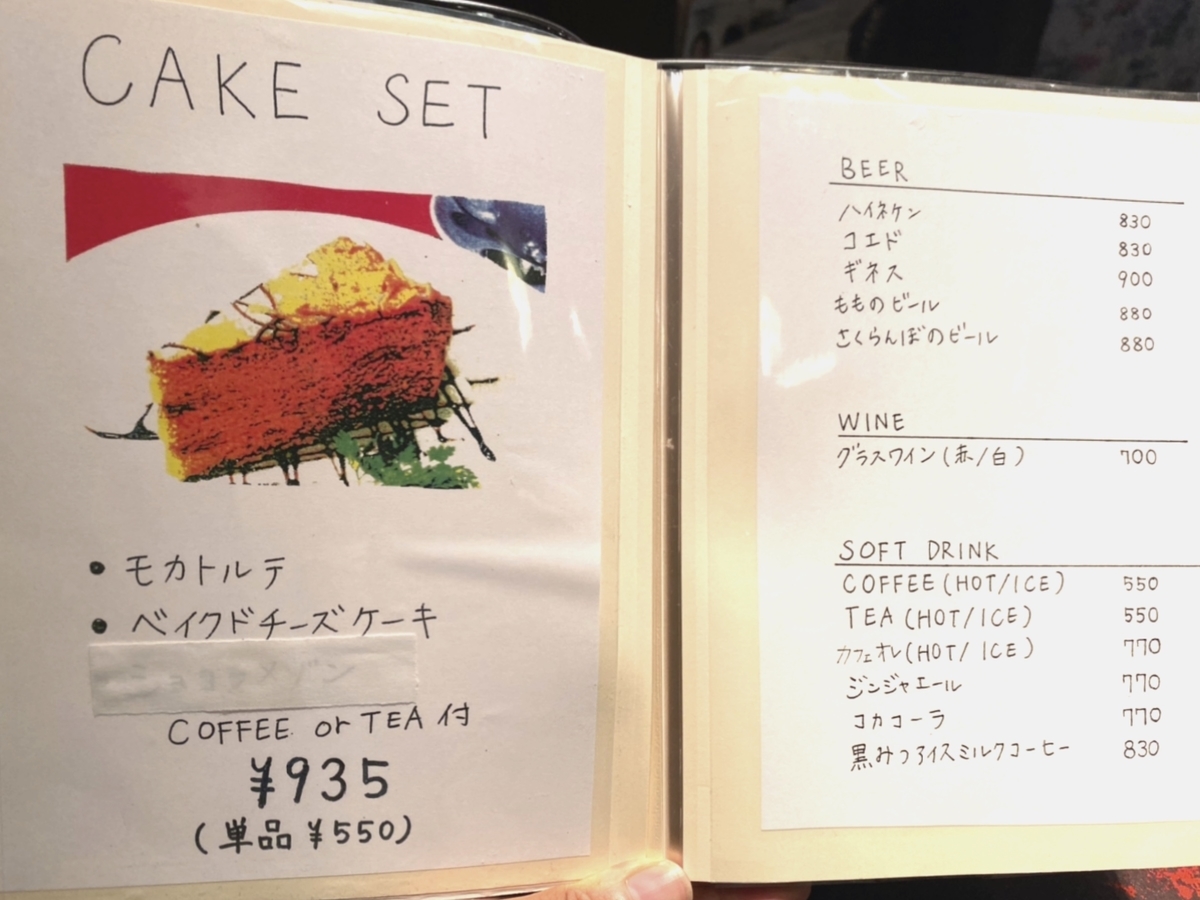 CAKE SET
• モカトルテ
• ベイクドチーズケーキ
COFFEE or TEA 付
¥935
(単品 ¥550)
BEER
ハイネケン 830
コエド 830
ギネス 900
もものビール 880
さくらんぼのビール 880
WINE
グラスワイン(赤/白) 700
SOFT DRINK
COFFEE(HOT/ICE) 550
TEA(HOT/ICE) 550
カフェオレ(HOT/ICE) 770
ジンジャエール 770
コカコーラ 770
黒みつアイスミルクコーヒー 830